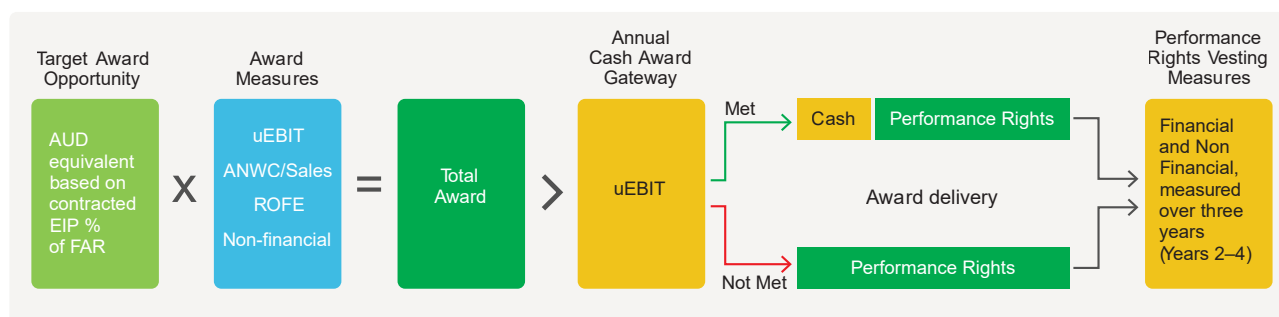 Target Award
Opportunity
AUD
equivalent
based on
contracted
EIP %
of FAR
X
Award
Measures
uEBIT
ANWC/Sales
ROFE
Non-financial
=
Total
Award
>
Annual
Cash Award
Gateway
uEBIT
Met
Not Met
Cash
Performance Rights
Award delivery
Performance Rights
Performance
Rights Vesting
Measures
Financial
and Non
Financial,
measured
over three
years
(Years 2–4)